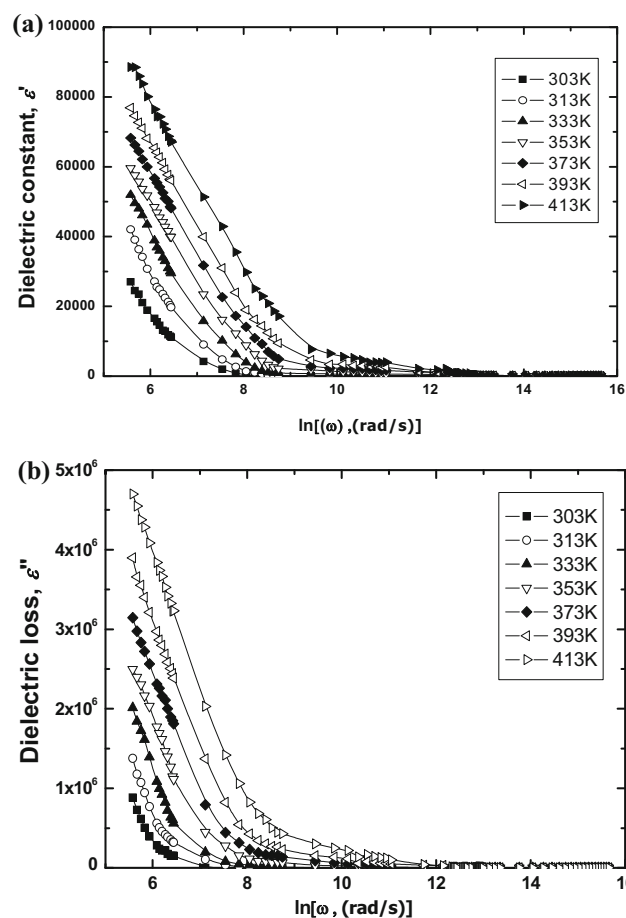 (a)
100000
80000
60000
40000
20000
0
Dielectric constant, ε'
303K
313K
333K
353K
373K
393K
413K
6 8 10 12 14 16
ln[(ω) ,(rad/s)]
(b)
5x10⁶
4x10⁶
3x10⁶
2x10⁶
1x10⁶
0
Dielectric loss, ε"
303K
313K
333K
353K
373K
393K
413K
6 8 10 12 14 16
ln[ω, (rad/s)]